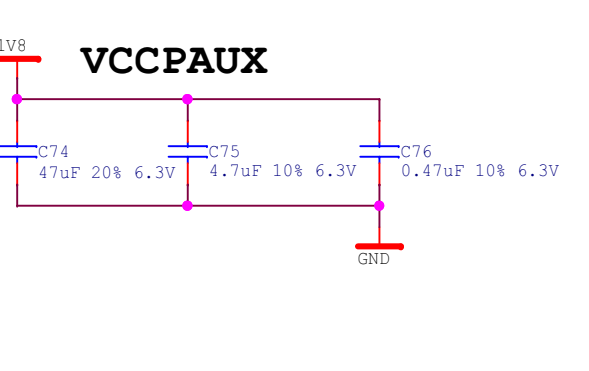 1V8
VCCPAUX
C74
47uF 20% 6.3V
C75
4.7uF 10% 6.3V
C76
0.47uF 10% 6.3V
GND